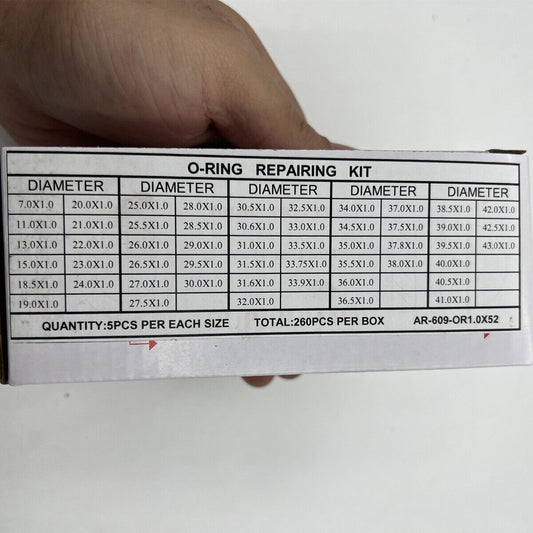 O-RING REPAIRING KIT
DIAMETER DIAMETER DIAMETER DIAMETER DIAMETER
7.0X1.0 20.0X1.0 25.0X1.0 28.0X1.0 30.5X1.0 32.5X1.0 34.0X1.0 37.0X1.0 38.5X1.0 42.0X1.0
11.0X1.0 21.0X1.0 25.5X1.0 28.5X1.0 30.6X1.0 33.0X1.0 34.5X1.0 37.5X1.0 39.0X1.0 42.5X1.0
13.0X1.0 22.0X1.0 26.0X1.0 29.0X1.0 31.0X1.0 33.5X1.0 35.0X1.0 37.8X1.0 39.5X1.0 43.0X1.0
15.0X1.0 23.0X1.0 26.5X1.0 29.5X1.0 31.5X1.0 33.75X1.0 35.5X1.0 38.0X1.0 40.0X1.0
18.5X1.0 24.0X1.0 27.0X1.0 30.0X1.0 31.6X1.0 33.9X1.0 36.0X1.0 40.5X1.0
19.0X1.0 27.5X1.0 32.0X1.0 36.5X1.0 41.0X1.0
QUANTITY:5PCS PER EACH SIZE TOTAL:260PCS PER BOX AR-609-OR1.0X52